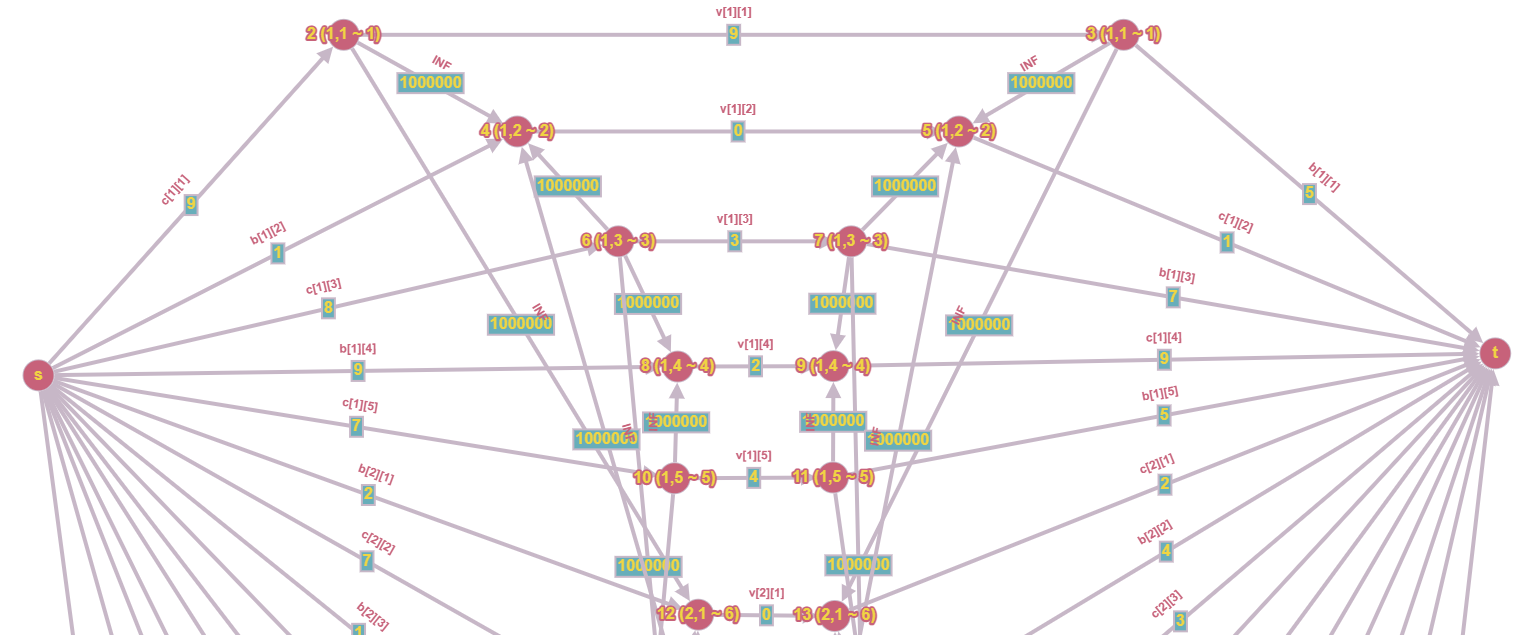 v[1][1]
2 (1,1 ~ 1)
9
3 (1,1 ~ 1)
INF
1000000
INF
1000000
v[1][2]
4 (1,2 ~ 2)
0
5 (1,2 ~ 2)
c[1][1]
9
1000000
1000000
b[1][1]
5
b[1][2]
1
v[1][3]
6 (1,3 ~ 3)
3
7 (1,3 ~ 3)
c[1][2]
1
c[1][3]
8
1000000
1000000
b[1][3]
7
INF
1000000
INF
1000000
b[1][4]
9
v[1][4]
8 (1,4 ~ 4)
2
9 (1,4 ~ 4)
c[1][4]
9
s
t
c[1][5]
7
INF
1000000
INF
1000000
b[1][5]
5
INF
1000000
INF
1000000
v[1][5]
10 (1,5 ~ 5)
4
11 (1,5 ~ 5)
b[2][1]
2
c[2][1]
2
c[2][2]
7
1000000
1000000
b[2][2]
4
v[2][1]
12 (2,1 ~ 6)
0
13 (2,1 ~ 6)
b[2][3]
1
c[2][3]
3